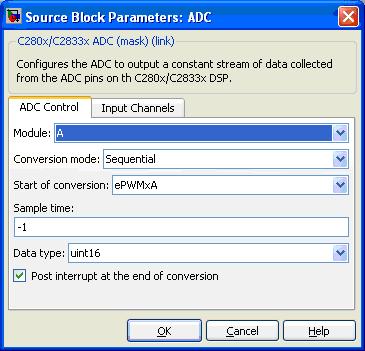 Source Block Parameters: ADC
C280x/C2833x ADC (mask) (link)
Configures the ADC to output a constant stream of data collected
from the ADC pins on th C280x/C2833x DSP.
ADC Control Input Channels
Module: A
Conversion mode: Sequential
Start of conversion: ePWMxA
Sample time:
-1
Data type: uint16
Post interrupt at the end of conversion
OK Cancel Help